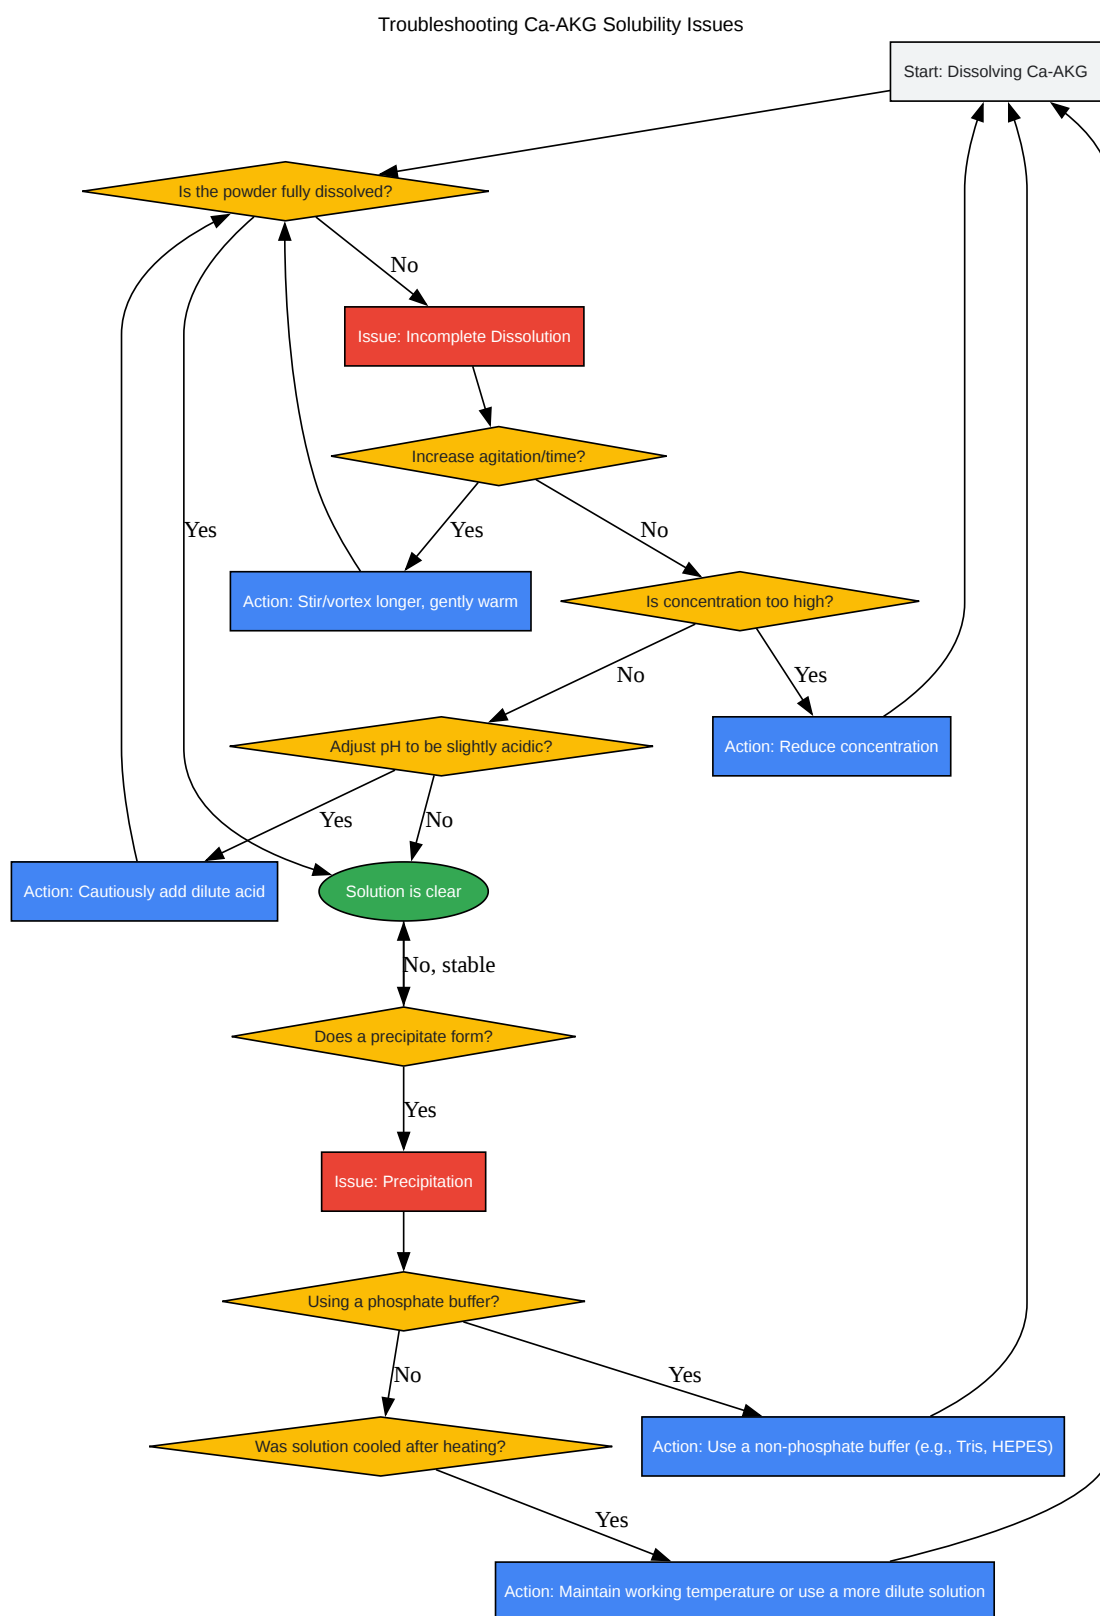 Troubleshooting Ca-AKG Solubility Issues
Start: Dissolving Ca-AKG
Is the powder fully dissolved?
No
Issue: Incomplete Dissolution
Increase agitation/time?
Yes
Yes
No
Action: Stir/vortex longer, gently warm
Is concentration too high?
No
Yes
Adjust pH to be slightly acidic?
Action: Reduce concentration
Yes
No
Action: Cautiously add dilute acid
Solution is clear
No, stable
Does a precipitate form?
Yes
Issue: Precipitation
Using a phosphate buffer?
No
Yes
Was solution cooled after heating?
Action: Use a non-phosphate buffer (e.g., Tris, HEPES)
Yes
Action: Maintain working temperature or use a more dilute solution